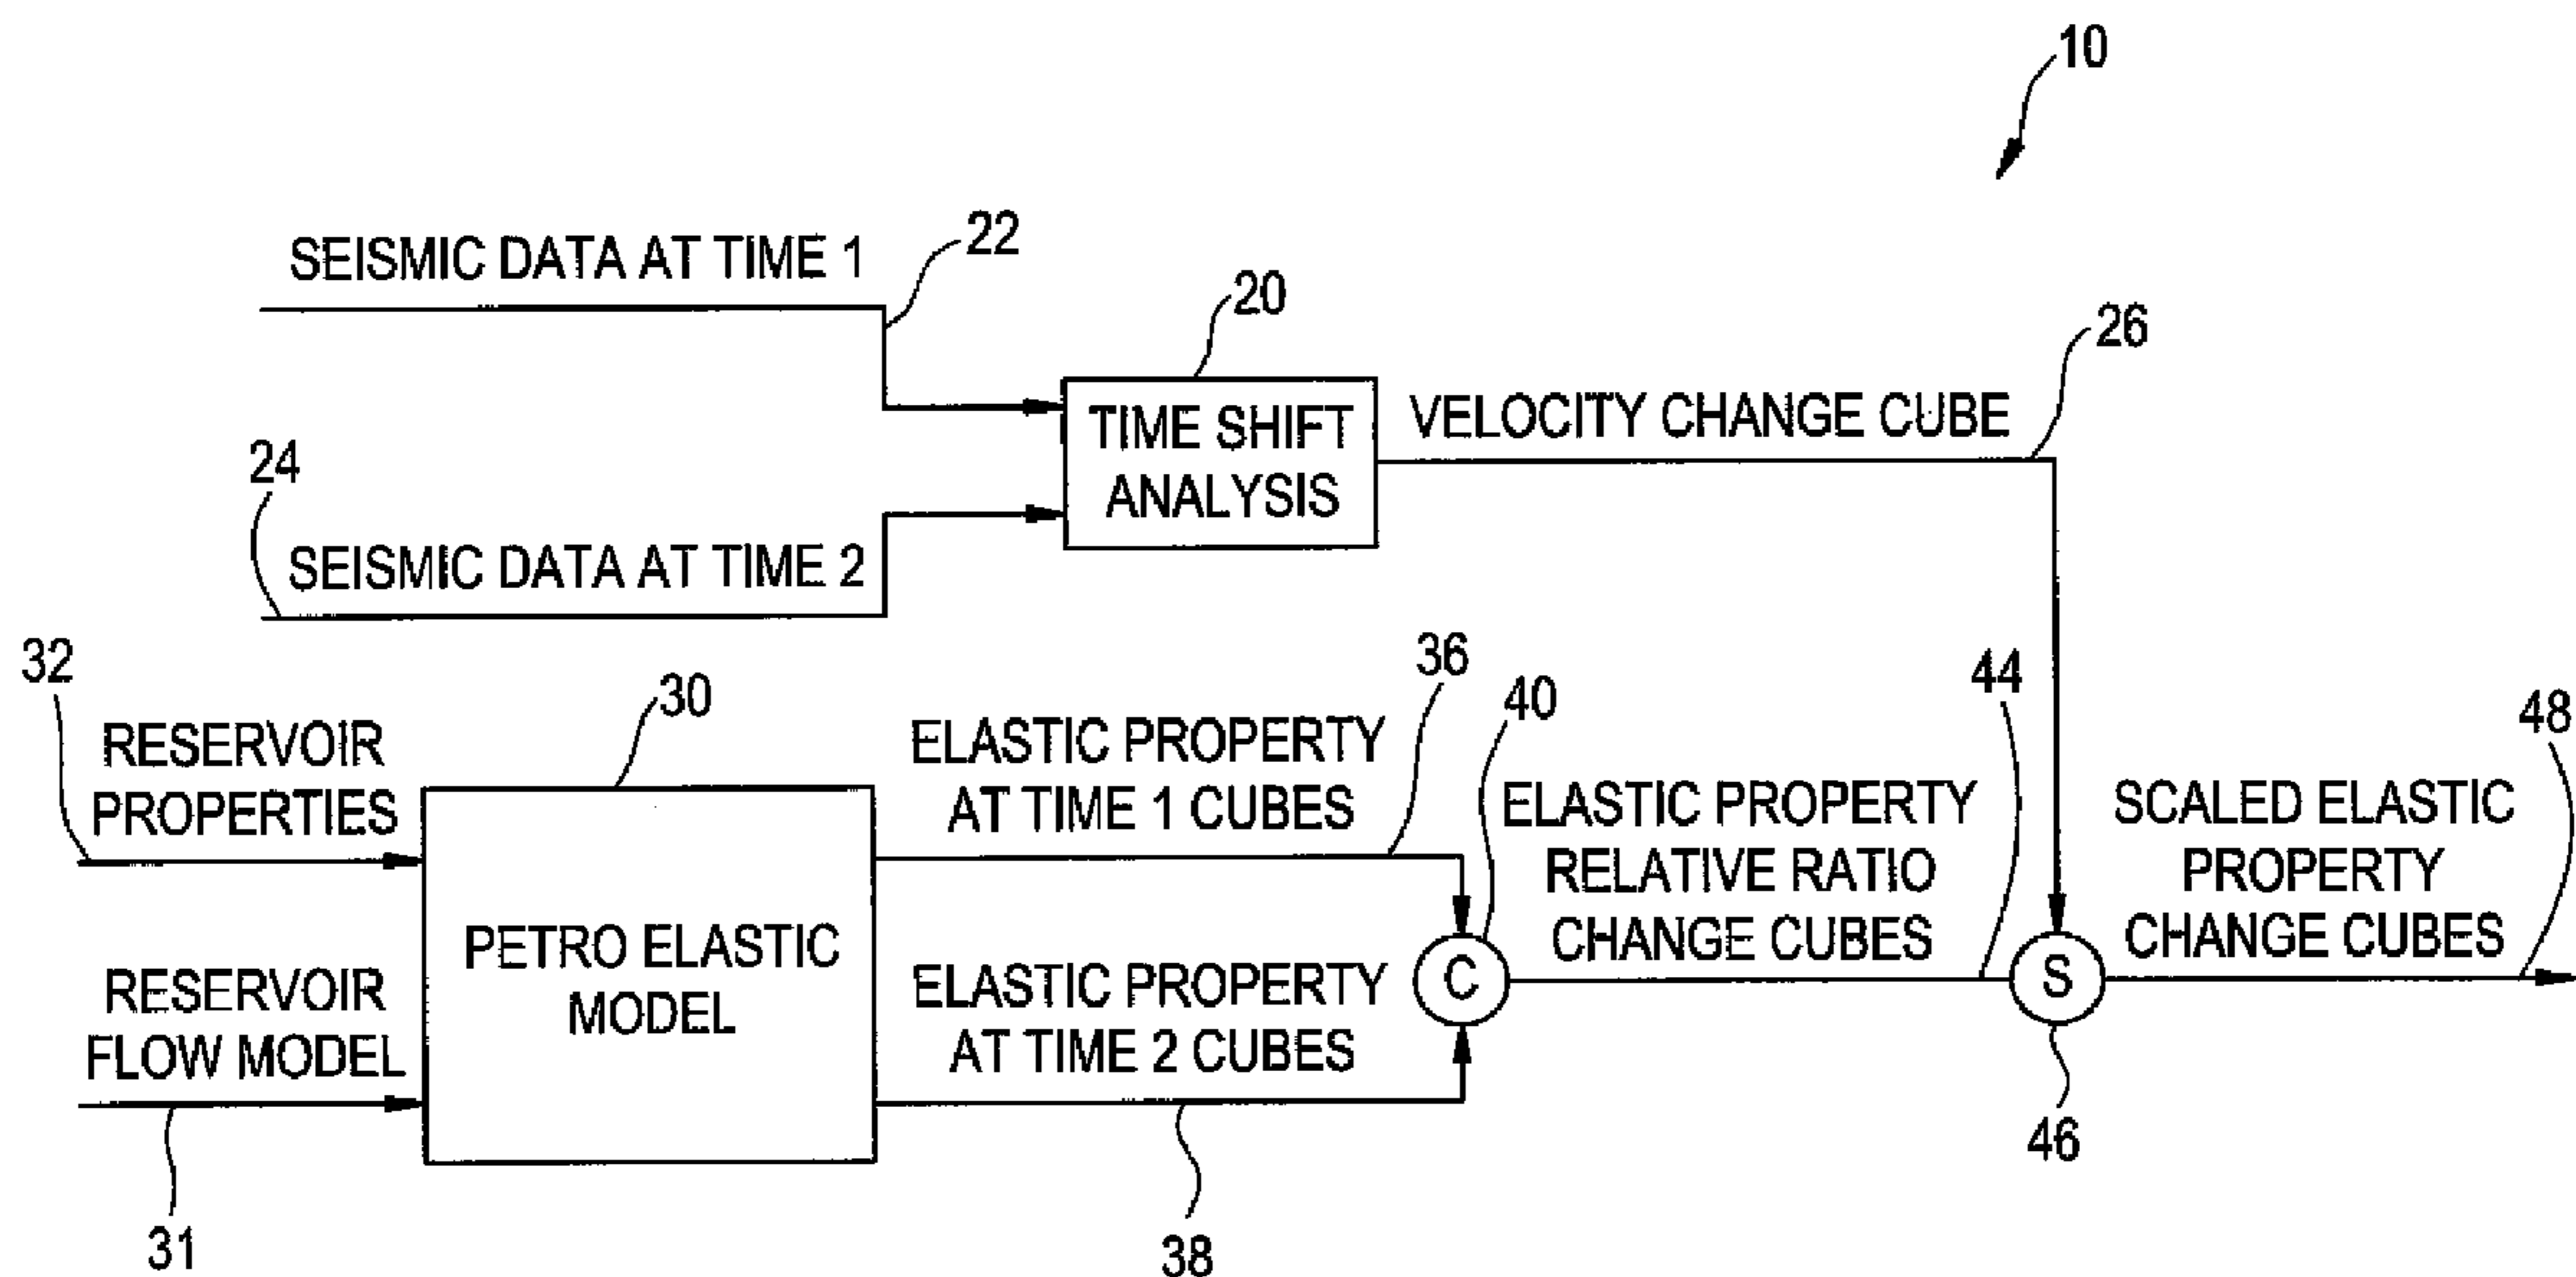 10
SEISMIC DATA AT TIME 1
22
20
26
TIME SHIFT
ANALYSIS
VELOCITY CHANGE CUBE
24
SEISMIC DATA AT TIME 2
32
RESERVOIR
PROPERTIES
30
ELASTIC PROPERTY
AT TIME 1 CUBES
36
40
ELASTIC PROPERTY
RELATIVE RATIO
CHANGE CUBES
44
SCALED ELASTIC
PROPERTY
CHANGE CUBES
48
PETRO ELASTIC
MODEL
RESERVOIR
FLOW MODEL
31
ELASTIC PROPERTY
AT TIME 2 CUBES
38
C
S
46